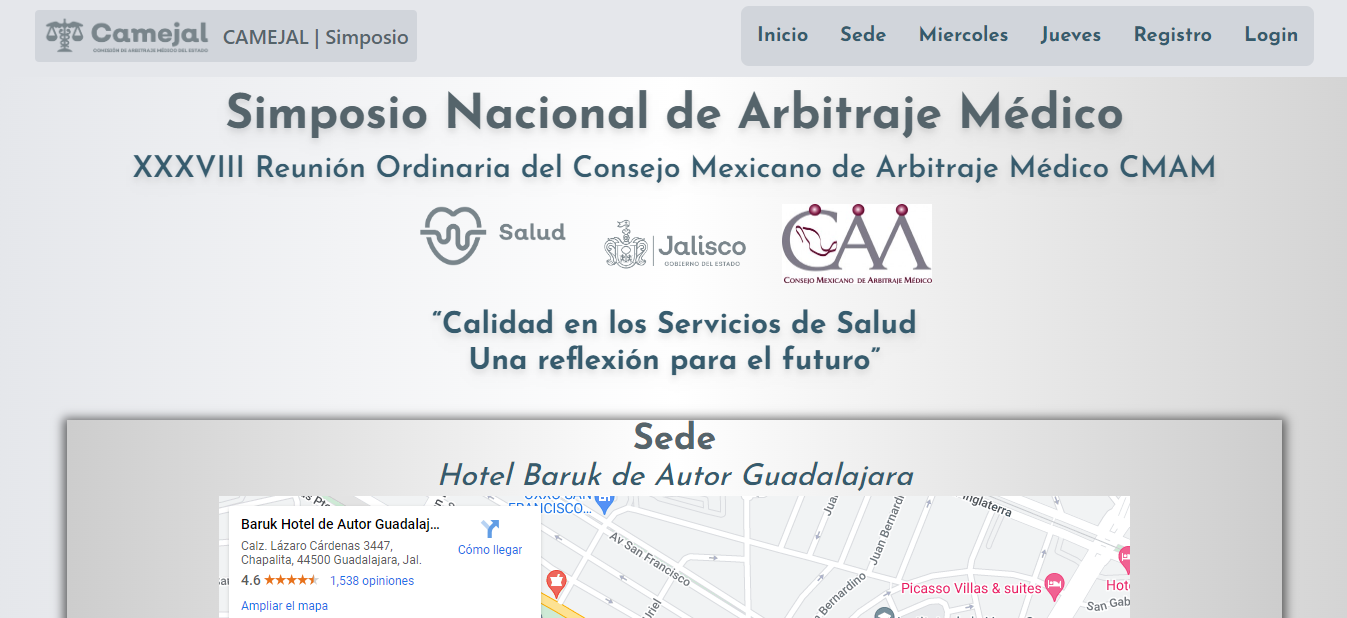 Camejal
COMISIÓN DE ARBITRAJE MÉDICO DEL ESTADO
CAMEJAL | Simposio
Inicio
Sede
Miercoles
Jueves
Registro
Login
Simposio Nacional de Arbitraje Médico
XXXVIII Reunión Ordinaria del Consejo Mexicano de Arbitraje Médico CMAM
Salud
Jalisco
GOBIERNO DEL ESTADO
CAM
CONSEJO MEXICANO DE ARBITRAJE MÉDICO
“Calidad en los Servicios de Salud
Una reflexión para el futuro”
Sede
Hotel Baruk de Autor Guadalajara
Baruk Hotel de Autor Guadalaj...
Cómo llegar
Calz. Lázaro Cárdenas 3447,
Chapalita, 44500 Guadalajara, Jal.
4.6
1,538 opiniones
Ampliar el mapa
OXXO SAN
FRANCISCO...
Av San Francisco
Uriel
Juan Bernardino
Juan Bernardi
Inglaterra
Picasso Villas & suites
Hot
San Gab